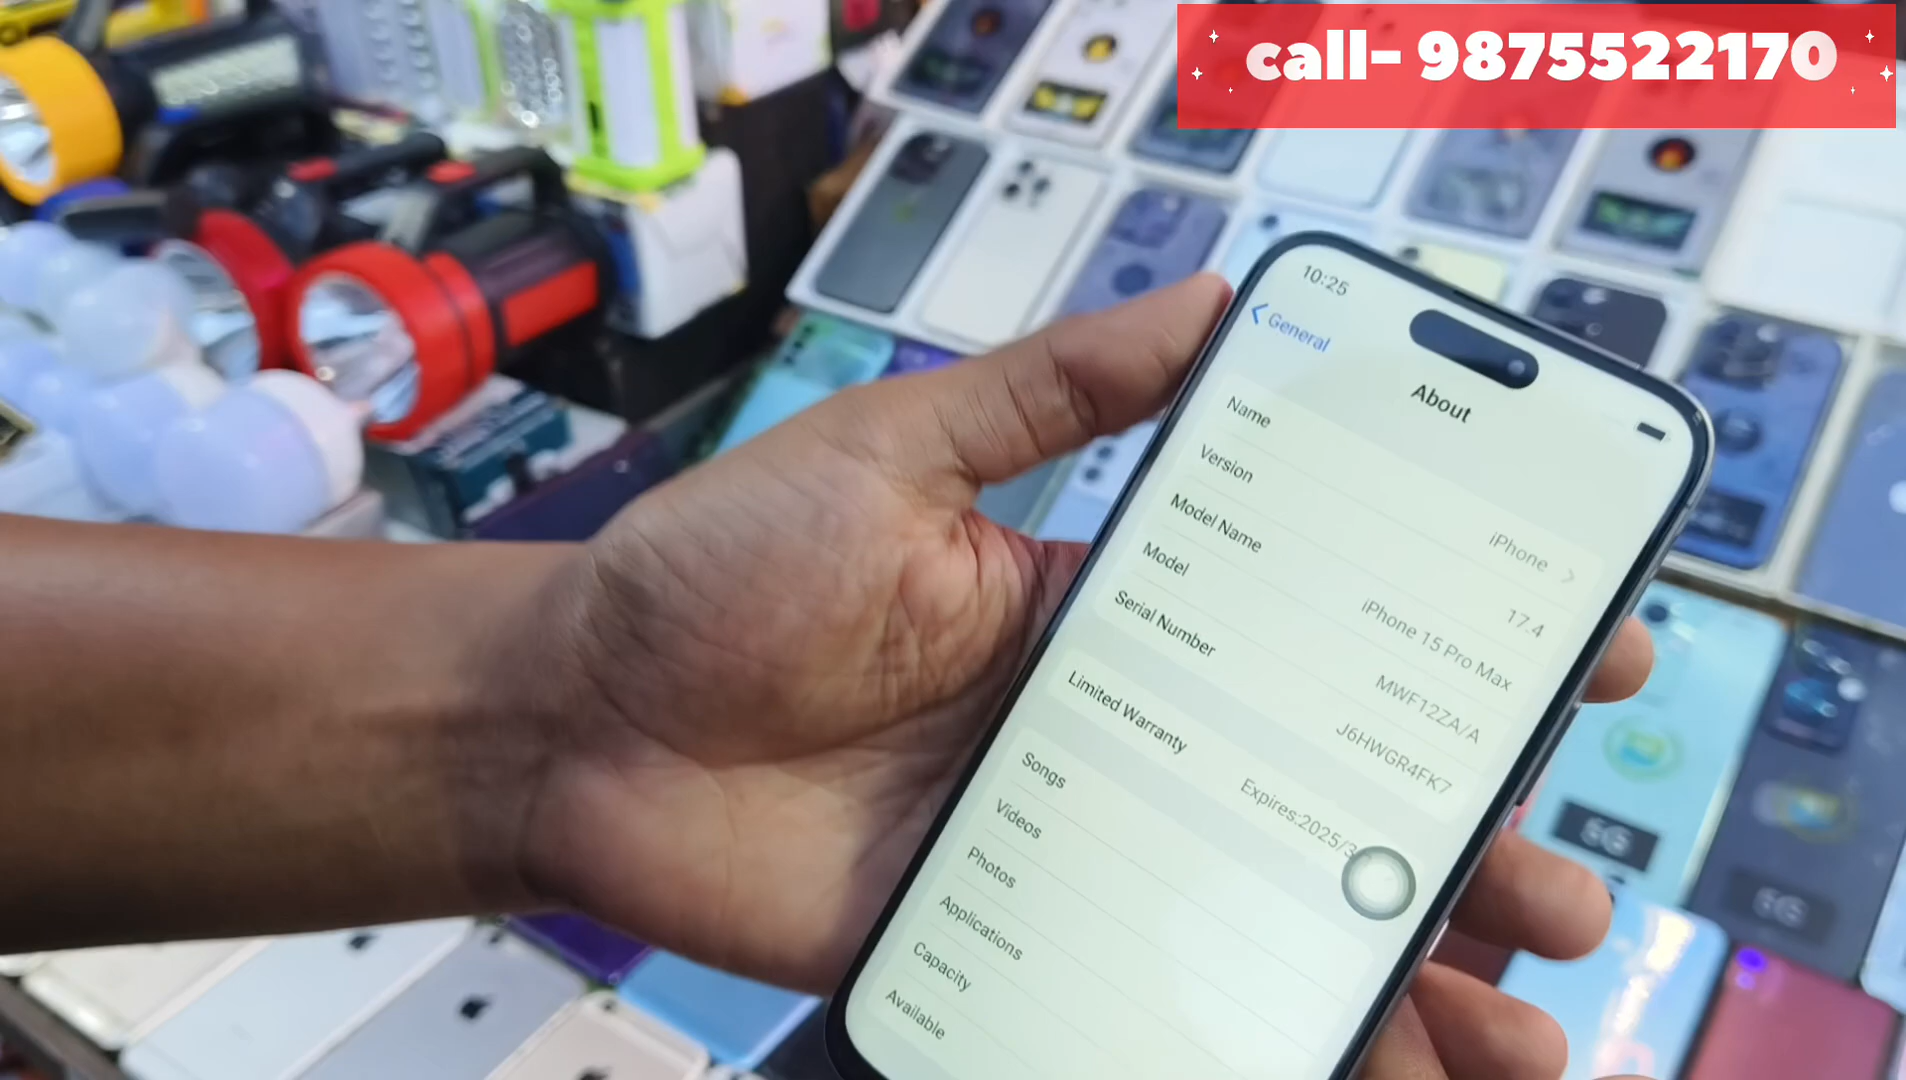 call- 9875522170
10:25
General
About
Name
iPhone
Version
17.4
Model Name
iPhone 15 Pro Max
Model
MWF12ZA/A
Serial Number
J6HWGR4FK7
Limited Warranty
Expires:2025/3
Songs
Videos
Photos
Applications
Capacity
Available
5G
5G